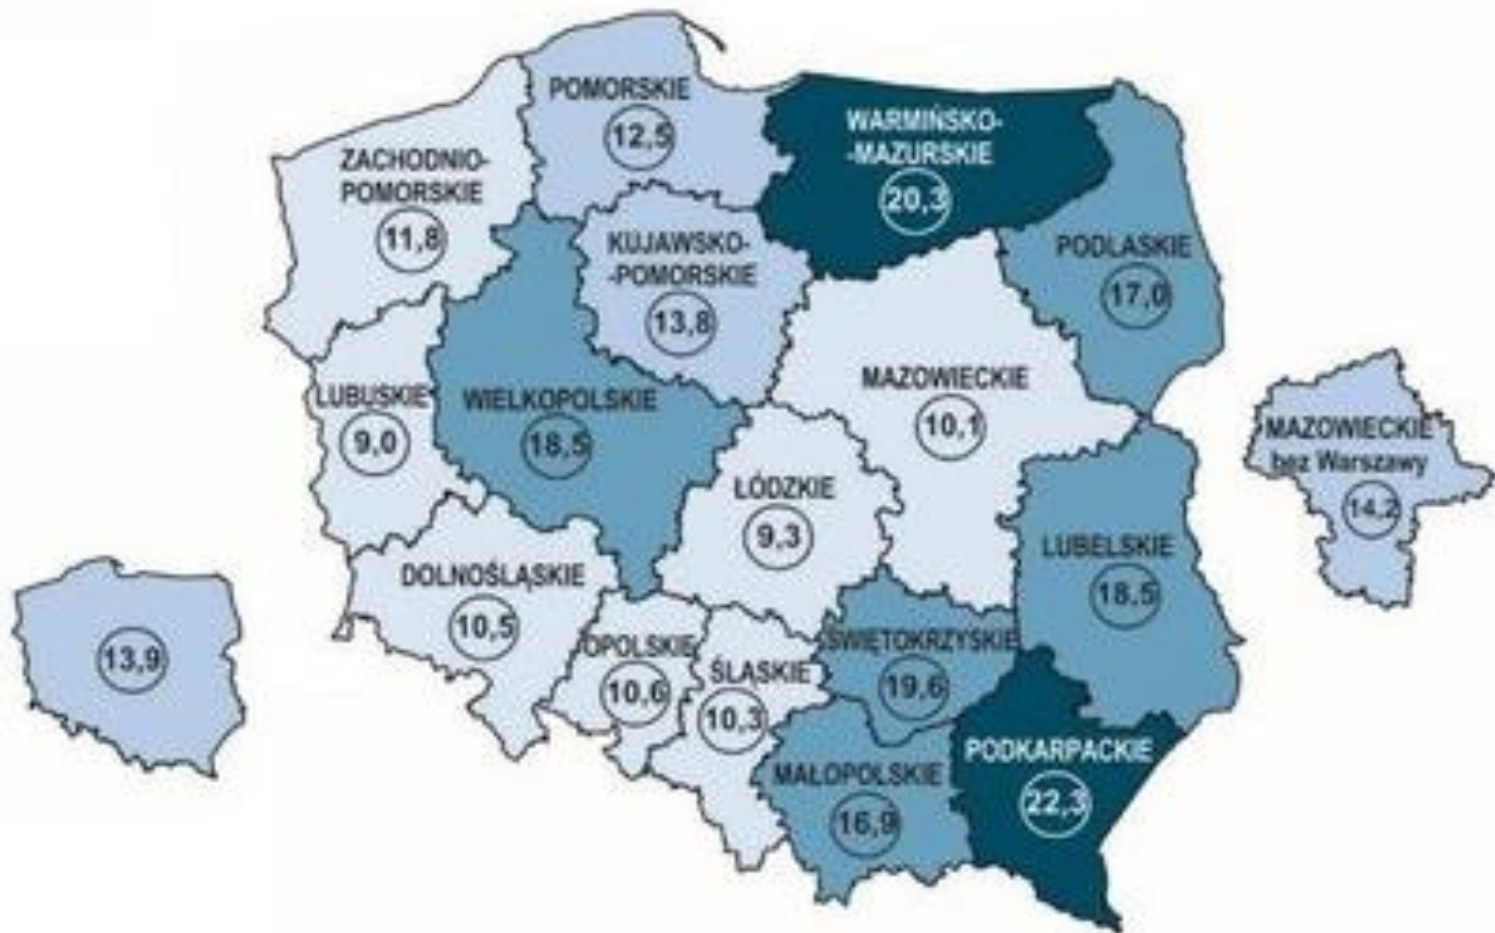 POMORSKIE
12,5
WARMIŃSKO-
-MAZURSKIE
20,3
ZACHODNIO-
POMORSKIE
11,8
KUJAWSKO-
-POMORSKIE
13,8
PODLASKIE
17,0
LUBUSKIE
9,0
WIELKOPOLSKIE
18,5
MAZOWIECKIE
10,1
MAZOWIECKIE
bez Warszawy
14,2
ŁÓDZKIE
9,3
LUBELSKIE
18,5
DOLNOŚLĄSKIE
10,5
13,9
OPOLSKIE
10,6
ŚLĄSKIE
10,3
ŚWIĘTOKRZYSKIE
19,6
MAŁOPOLSKIE
16,9
PODKARPACKIE
22,3